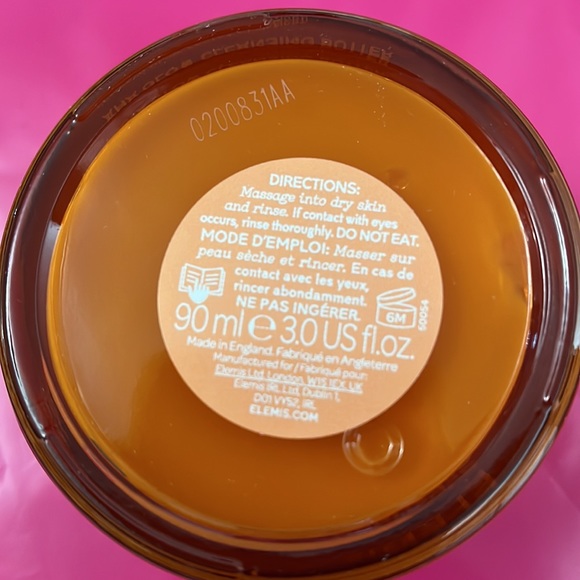 0200831AA
DIRECTIONS:
Massage into dry skin
and rinse. If contact with eyes
occurs, rinse thoroughly. DO NOT EAT.
MODE D'EMPLOI: Masser sur
peau sèche et rincer. En cas de
contact avec les yeux,
rincer abondamment.
NE PAS INGÉRER.
6M
50054
90 ml e 3.0 US fl.oz.
Made in England. Fabriqué en Angleterre
Manufactured for / Fabriqué pour:
Elemis Ltd, London, W1S 1EX, UK
Elemis IRL Ltd, Dublin 1,
D01 VY52, IRL
ELEMIS.COM